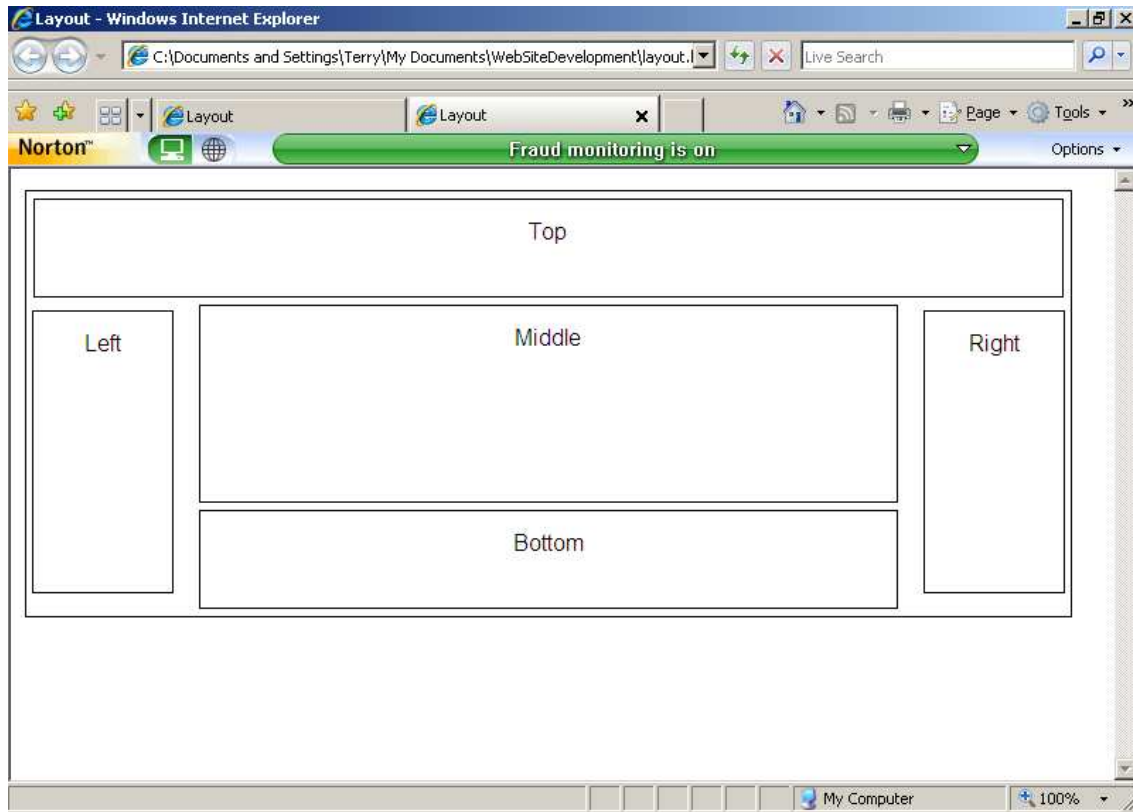 Layout - Windows Internet Explorer
C:\Documents and Settings\Terry\My Documents\WebSiteDevelopment\layout. Live Search
Layout Layout Page Tools
Norton™ Fraud monitoring is on Options
Top
Left Middle Right
Bottom
My Computer 100%